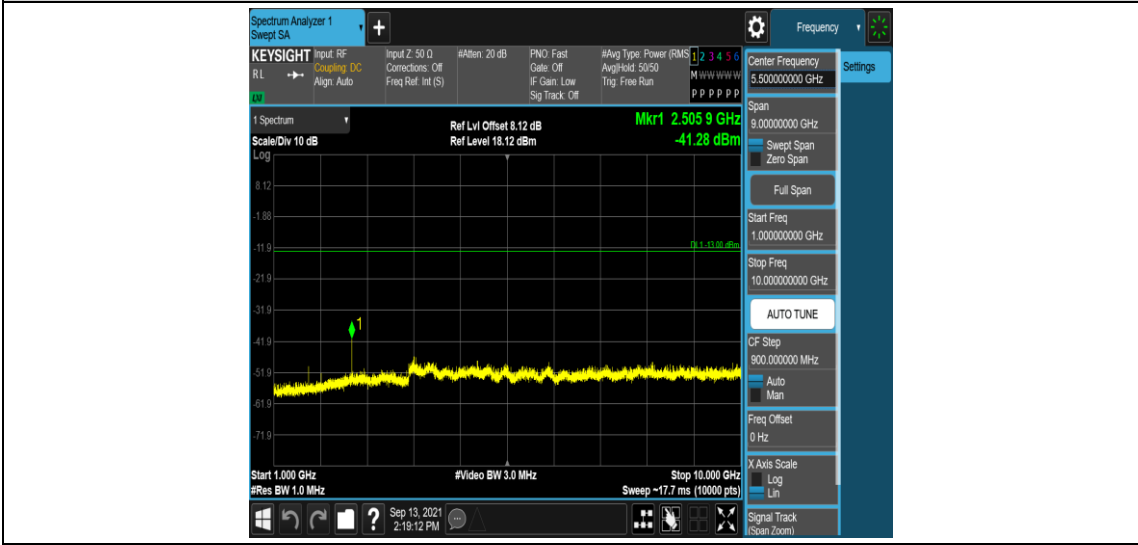 Spectrum Analyzer 1
Swept SA
+
Frequency
KEYSIGHT
RL
LM
Input: RF
Coupling: DC
Align: Auto
Input Z: 50 Ω
Corrections: Off
Freq Ref: Int (S)
#Atten: 20 dB
PNO: Fast
Gate: Off
IF Gain: Low
Sig Track: Off
#Avg Type: Power (RMS
Avg|Hold: 50/50
Trig: Free Run
1 2 3 4 5 6
M W W W W W
P P P P P P
1 Spectrum
Scale/Div 10 dB
Log
Ref Lvl Offset 8.12 dB
Ref Level 18.12 dBm
Mkr1 2.505 9 GHz
-41.28 dBm
8.12
-1.88
-11.9
DL1 -13.00 dBm
-21.9
-31.9
1
-41.9
-51.9
-61.9
-71.9
Start 1.000 GHz
#Res BW 1.0 MHz
#Video BW 3.0 MHz
Stop 10.000 GHz
Sweep ~17.7 ms (10000 pts)
?
Sep 13, 2021
2:19:12 PM
Center Frequency
5.500000000 GHz
Settings
Span
9.00000000 GHz
Swept Span
Zero Span
Full Span
Start Freq
1.000000000 GHz
Stop Freq
10.000000000 GHz
AUTO TUNE
CF Step
900.000000 MHz
Auto
Man
Freq Offset
0 Hz
X Axis Scale
Log
Lin
Signal Track
(Span Zoom)